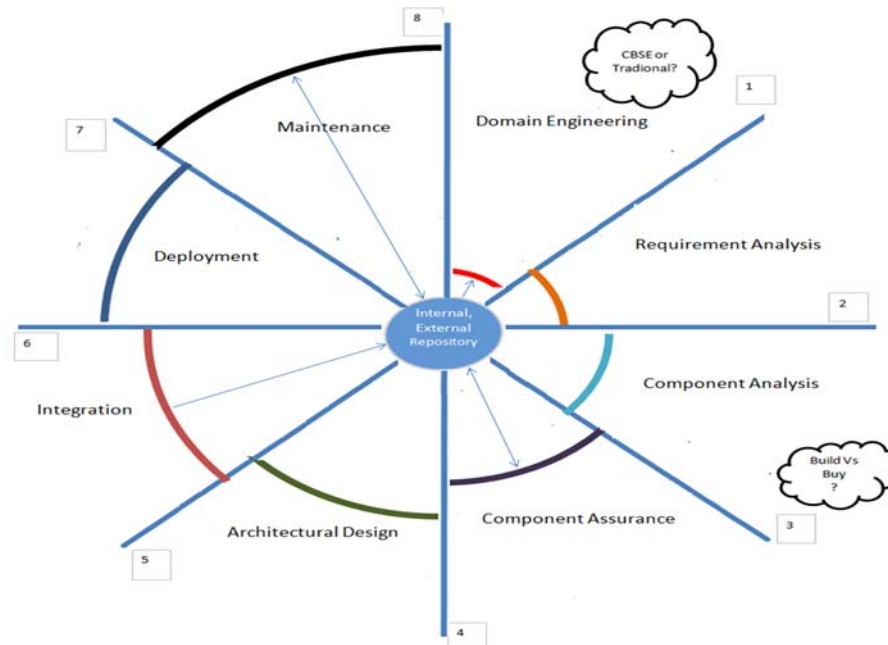 8
CBSE or
Tradional?
1
7
Maintenance
Domain Engineering
Deployment
Requirement Analysis
2
Internal,
External
Repository
6
Integration
Component Analysis
Build Vs
Buy
?
Architectural Design
Component Assurance
3
5
4